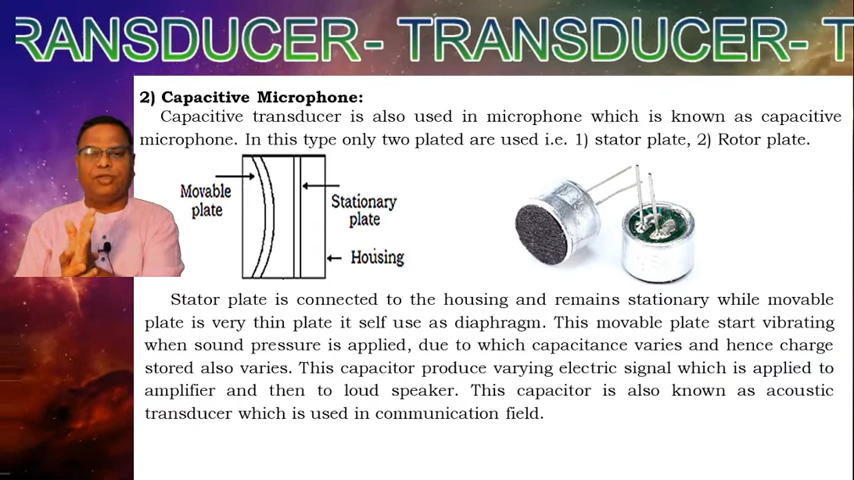 RANSDUCER- TRANSDUCER- T
2) Capacitive Microphone:
Capacitive transducer is also used in microphone which is known as capacitive
microphone. In this type only two plated are used i.e. 1) stator plate, 2) Rotor plate.
Movable
plate
Stationary
plate
Housing
Stator plate is connected to the housing and remains stationary while movable
plate is very thin plate it self use as diaphragm. This movable plate start vibrating
when sound pressure is applied, due to which capacitance varies and hence charge
stored also varies. This capacitor produce varying electric signal which is applied to
amplifier and then to loud speaker. This capacitor is also known as acoustic
transducer which is used in communication field.